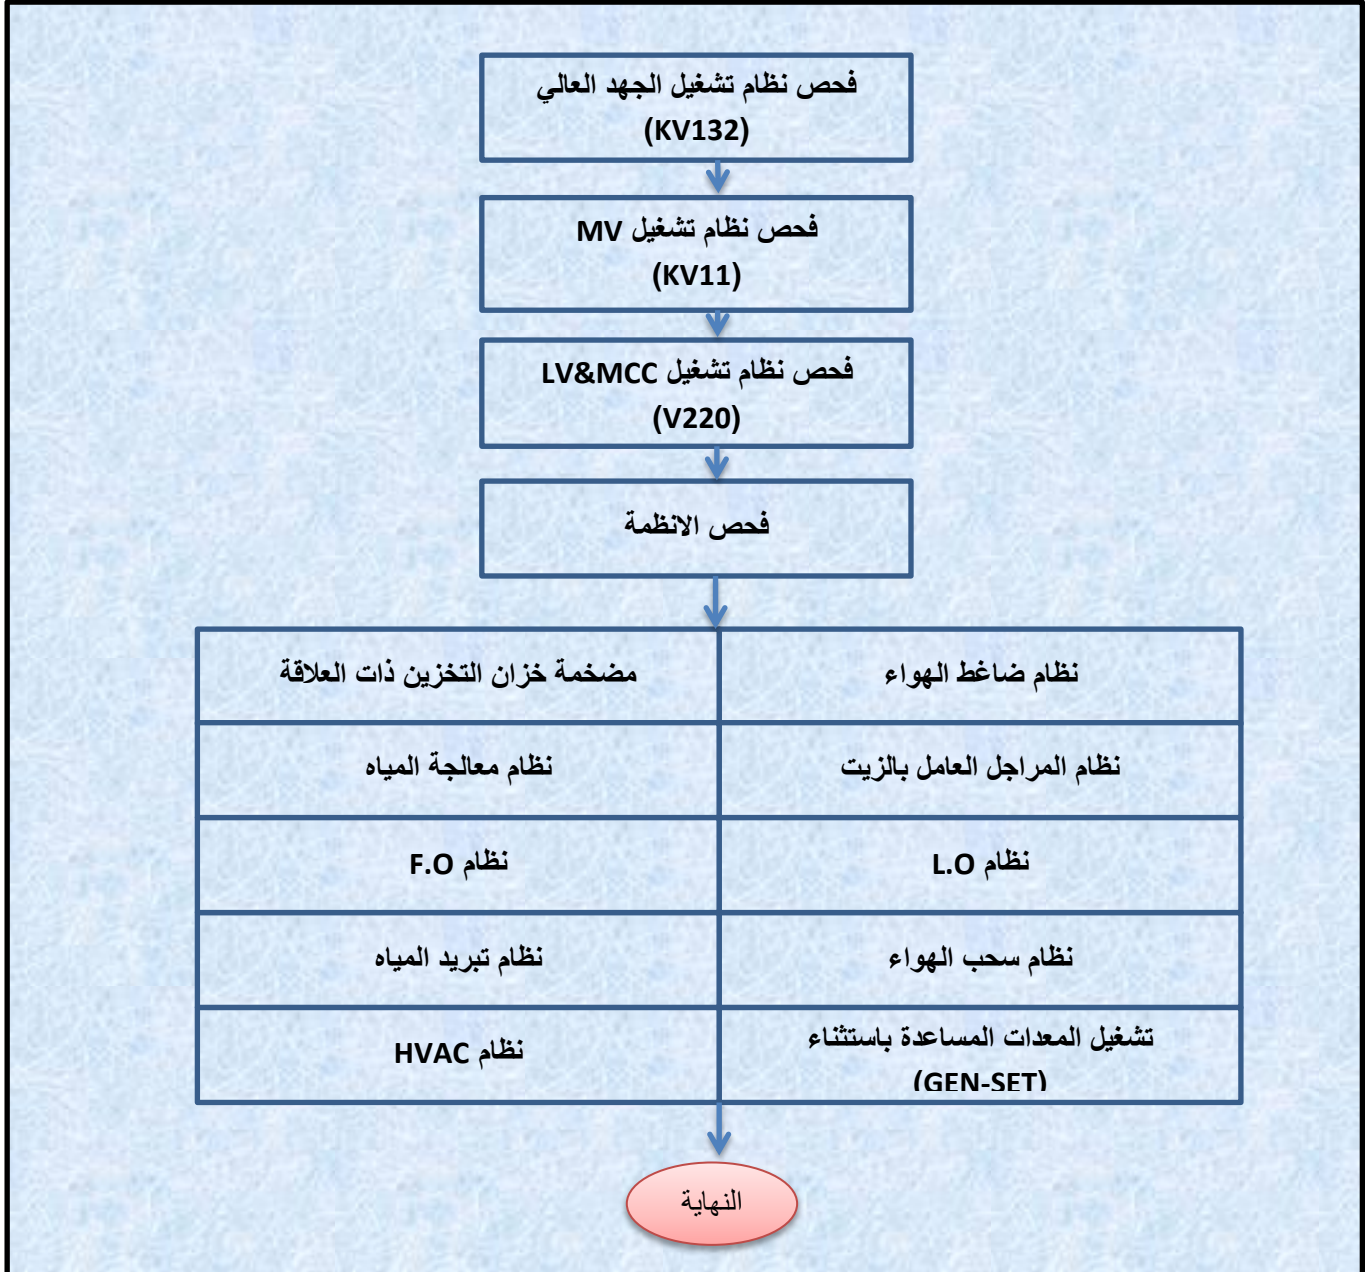 فحص نظام تشغيل الجهد العالي
(KV132)
فحص نظام تشغيل MV
(KV11)
فحص نظام تشغيل LV&MCC
(V220)
فحص الانظمة
نظام ضاغط الهواء
مضخمة خزان التخزين ذات العلاقة
نظام المراجل العامل بالزيت
نظام معالجة المياه
نظام L.O
نظام F.O
نظام سحب الهواء
نظام تبريد المياه
تشغيل المعدات المساعدة باستثناء
(GEN-SET)
نظام HVAC
النهاية